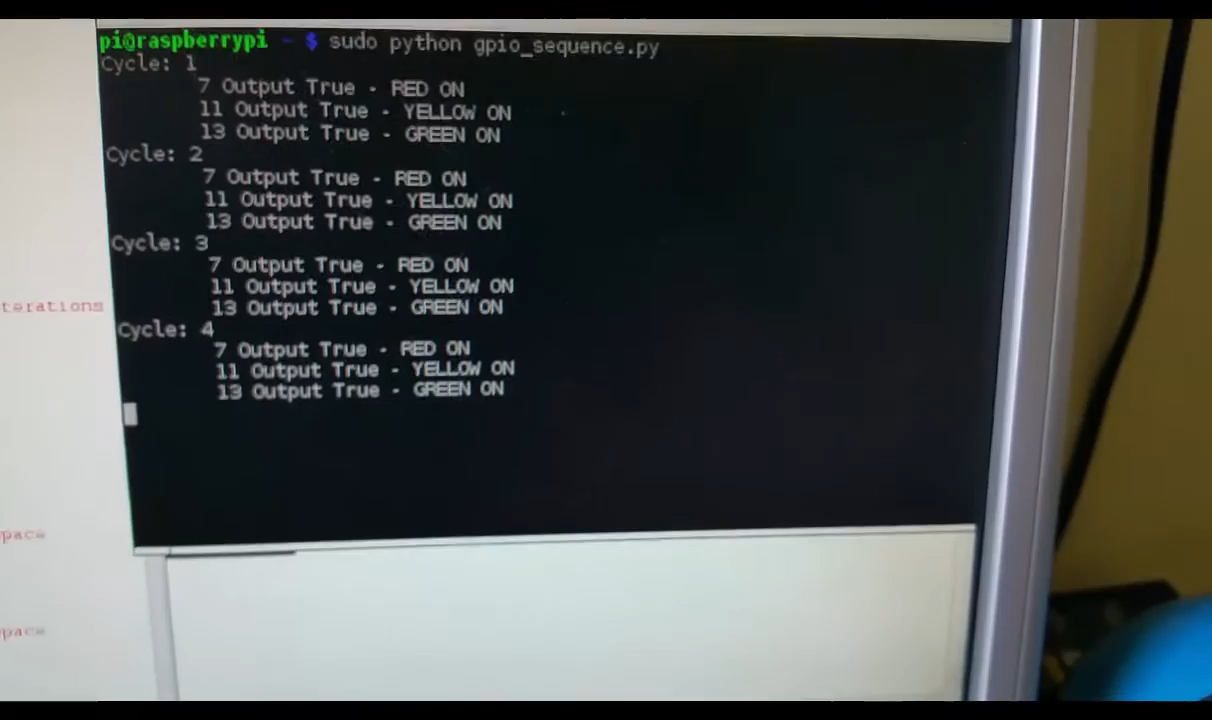 pi@raspberrypi ~ $ sudo python gpio_sequence.py
Cycle: 1
7 Output True - RED ON
11 Output True - YELLOW ON
13 Output True - GREEN ON
Cycle: 2
7 Output True - RED ON
11 Output True - YELLOW ON
13 Output True - GREEN ON
Cycle: 3
7 Output True - RED ON
11 Output True - YELLOW ON
13 Output True - GREEN ON
terations
Cycle: 4
7 Output True - RED ON
11 Output True - YELLOW ON
13 Output True - GREEN ON
pace
pace